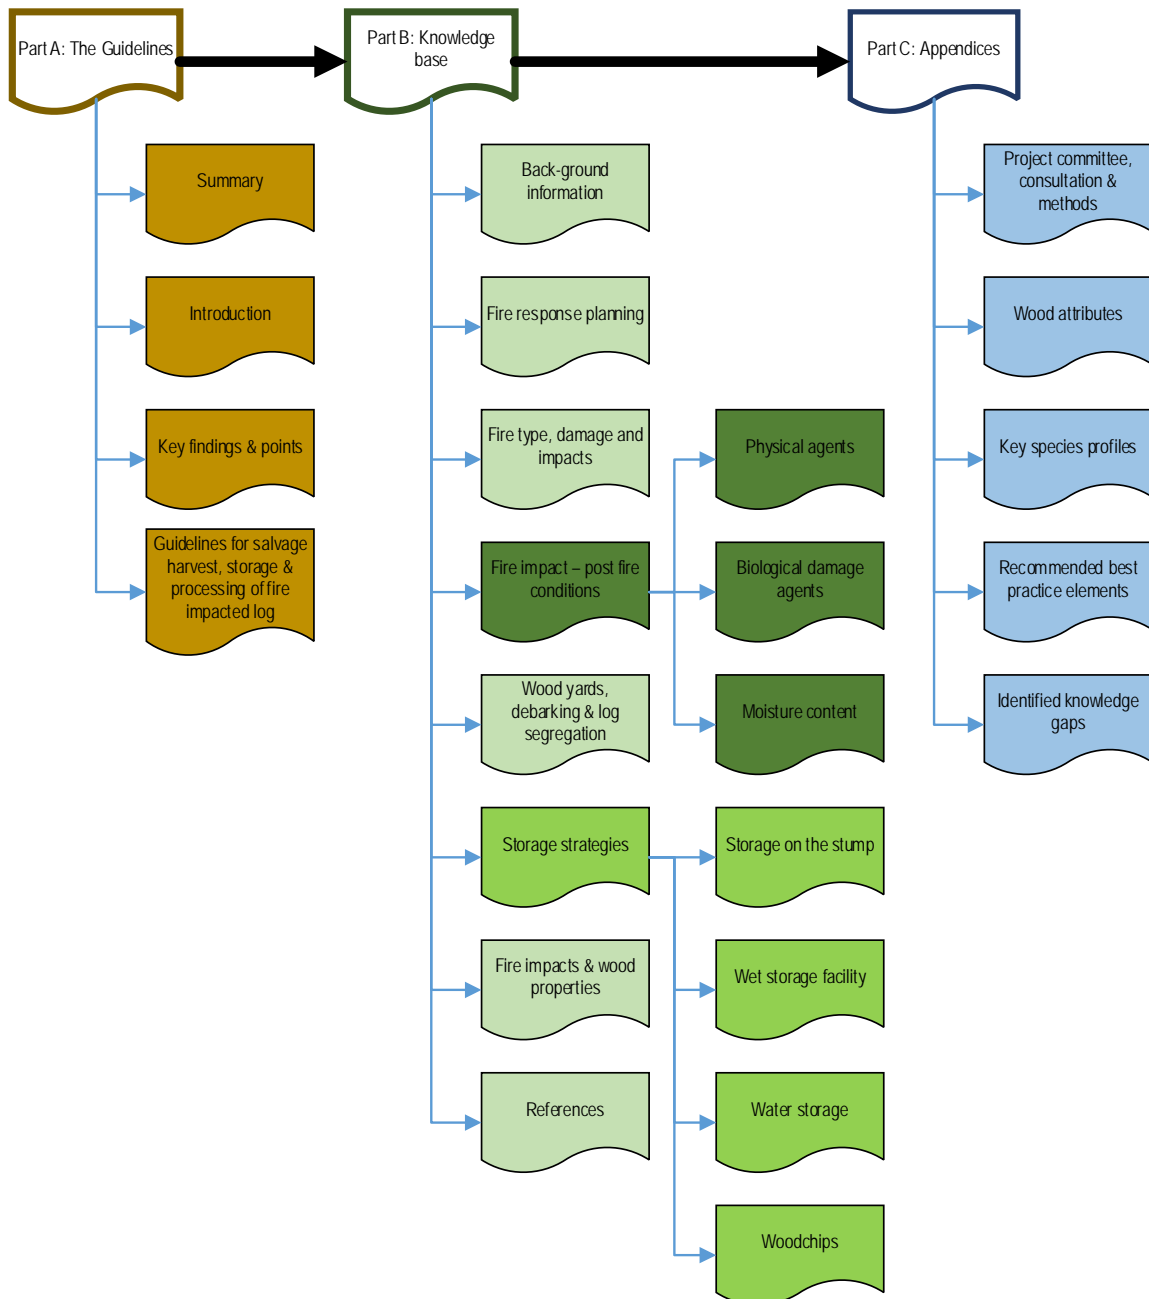 Part A: The Guidelines
Part B: Knowledge
base
Part C: Appendices
Summary
Introduction
Key findings & points
Guidelines for salvage
harvest, storage &
processing of fire
impacted log
Back-ground
information
Fire response planning
Fire type, damage and
impacts
Fire impact – post fire
conditions
Wood yards,
debarking & log
segregation
Storage strategies
Fire impacts & wood
properties
References
Physical agents
Biological damage
agents
Moisture content
Storage on the stump
Wet storage facility
Water storage
Woodchips
Project committee,
consultation &
methods
Wood attributes
Key species profiles
Recommended best
practice elements
Identified knowledge
gaps